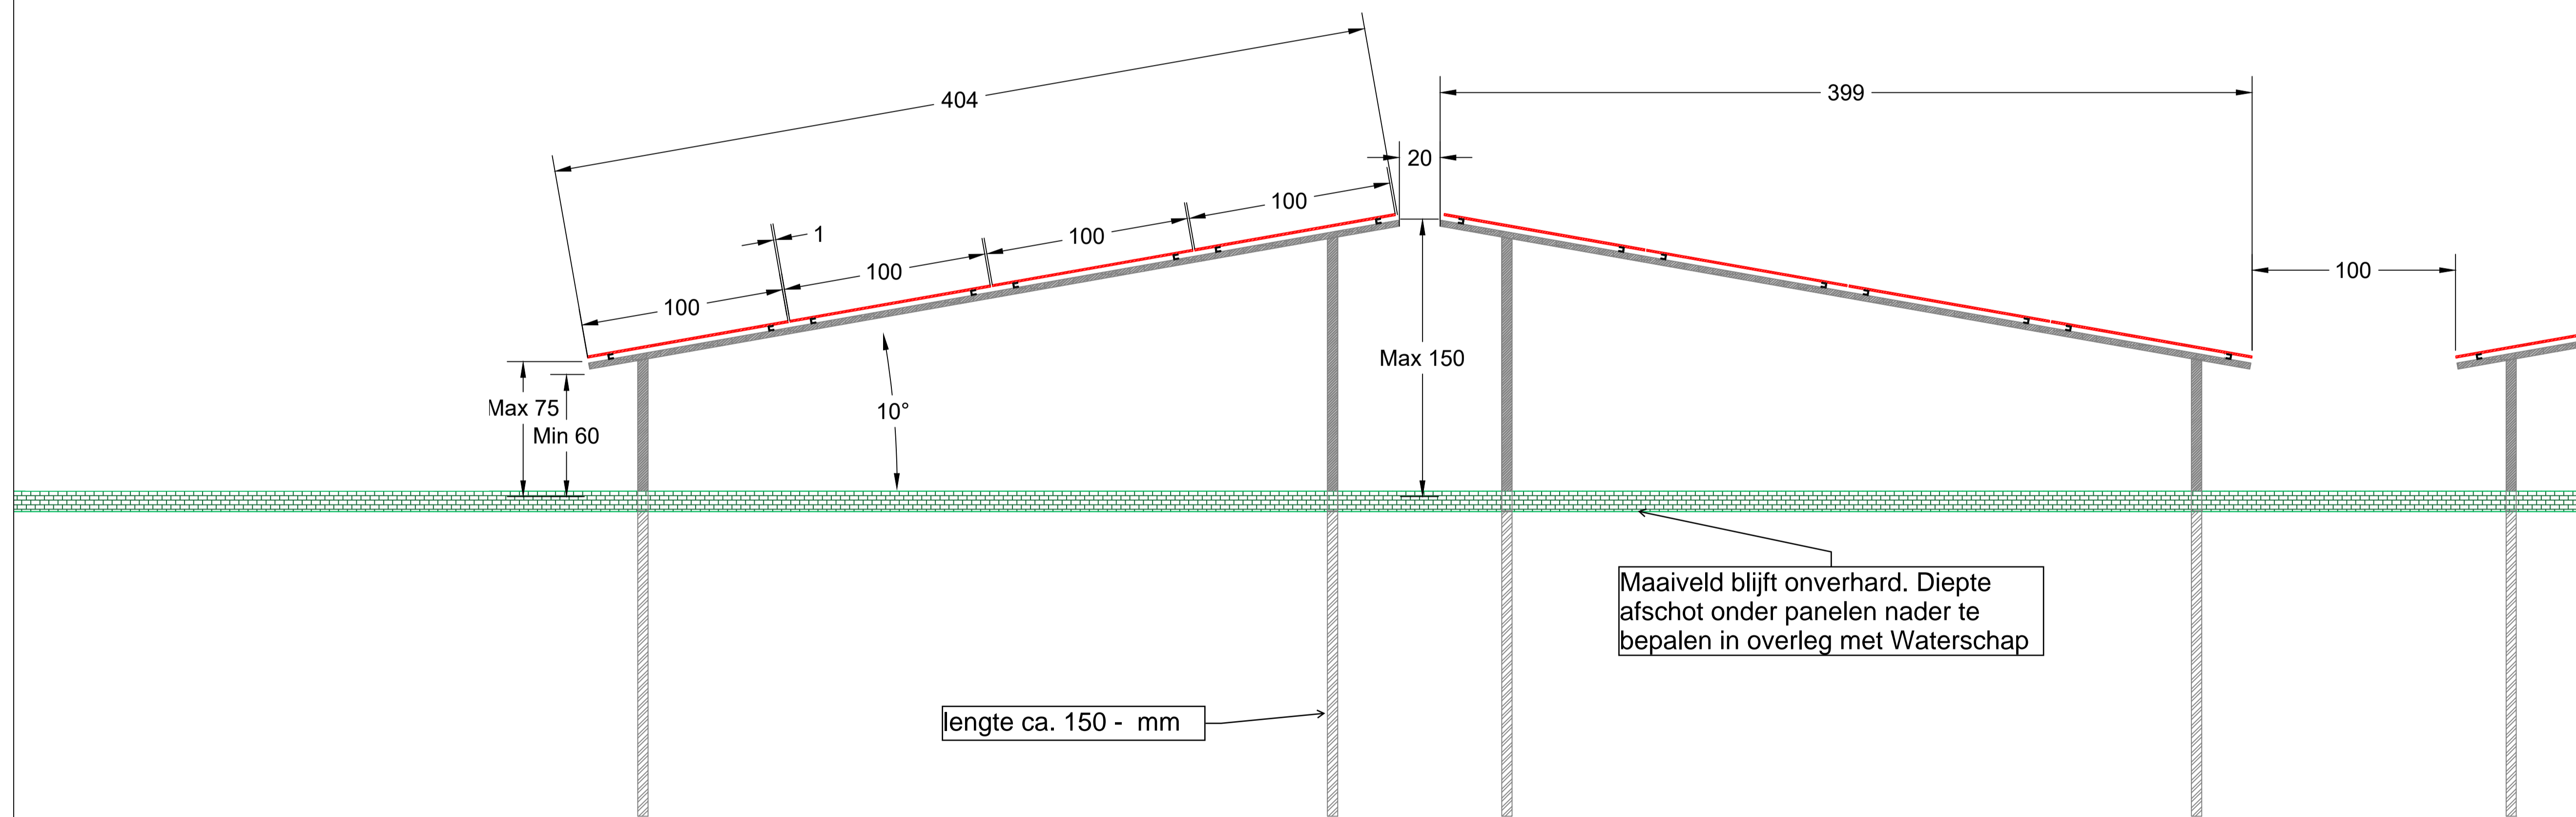 404
399
20
100
100
1
100
100
100
Max 150
Max 75
10°
Min 60
Maaiveld blijft onverhard. Diepte
afschot onder panelen nader te
bepalen in overleg met Waterschap
lengte ca. 150 -  mm